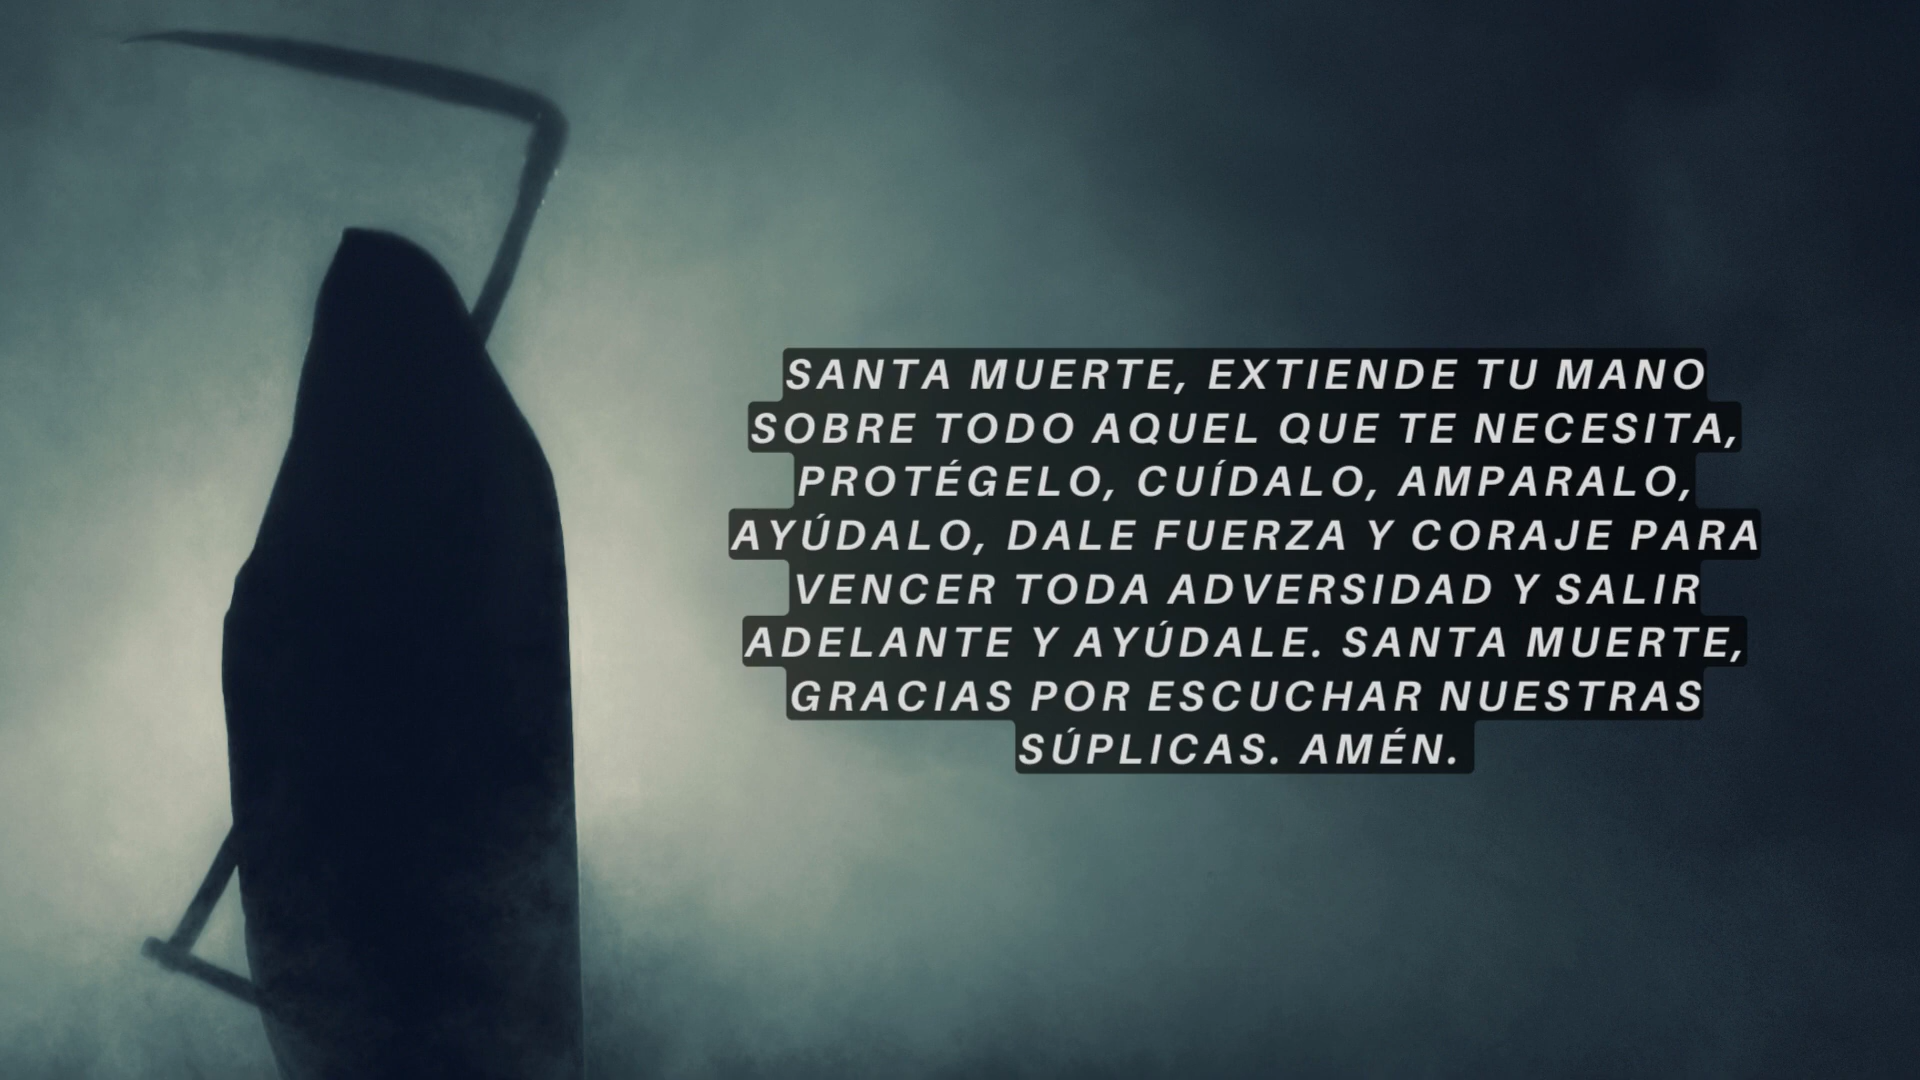 SANTA MUERTE, EXTIENDE TU MANO
SOBRE TODO AQUEL QUE TE NECESITA,
PROTÉGELO, CUÍDALO, AMPARALO,
AYÚDALO, DALE FUERZA Y CORAJE PARA
VENCER TODA ADVERSIDAD Y SALIR
ADELANTE Y AYÚDALE. SANTA MUERTE,
GRACIAS POR ESCUCHAR NUESTRAS
SÚPLICAS. AMÉN.